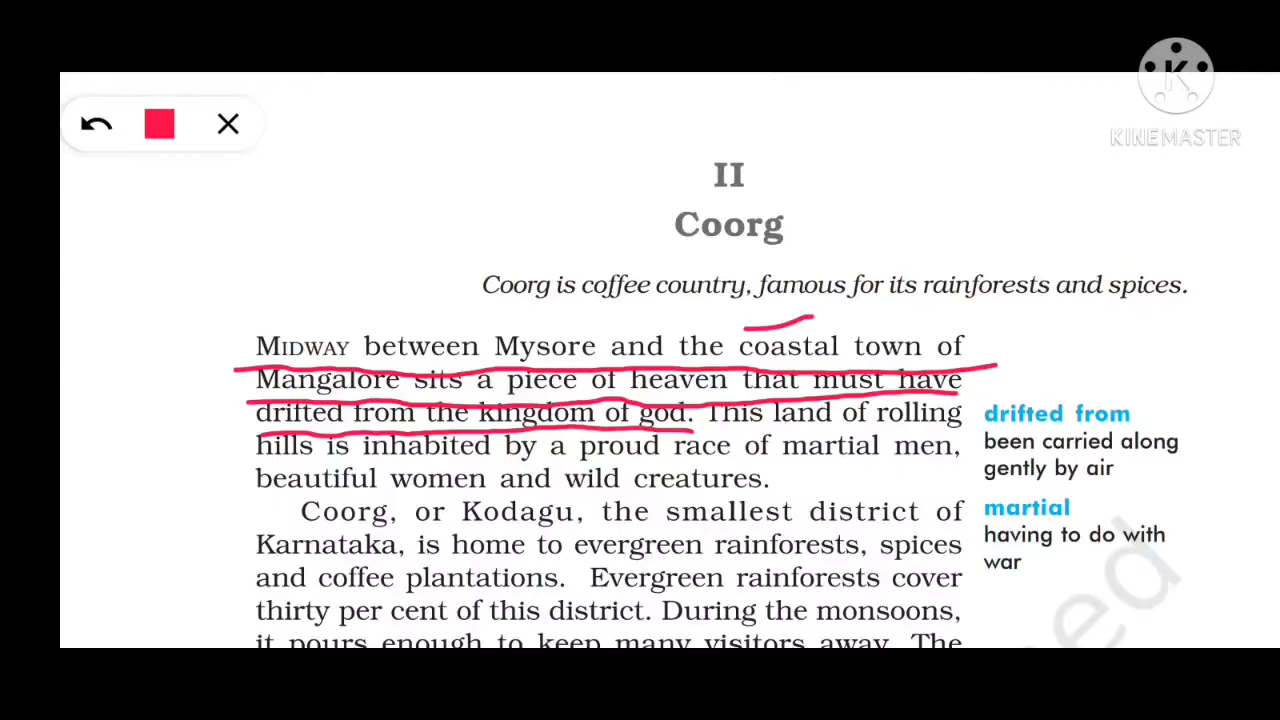 K
KINEMASTER
II
Coorg
Coorg is coffee country, famous for its rainforests and spices.
MIDWAY between Mysore and the coastal town of
Mangalore sits a piece of heaven that must have
drifted from the kingdom of god. This land of rolling
hills is inhabited by a proud race of martial men,
beautiful women and wild creatures.
Coorg, or Kodagu, the smallest district of
Karnataka, is home to evergreen rainforests, spices
and coffee plantations. Evergreen rainforests cover
thirty per cent of this district. During the monsoons,
it pours enough to keep many visitors away. The
drifted from
been carried along
gently by air
martial
having to do with
war
ed